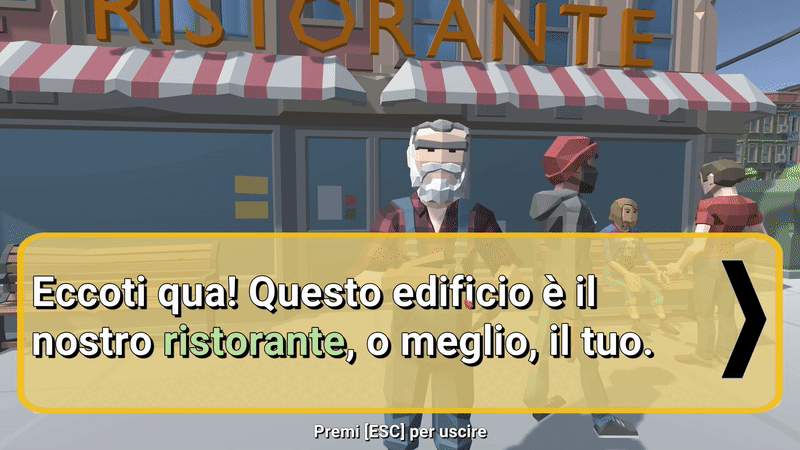 RISTORANTE
Eccoti qua! Questo edificio è il
nostro ristorante, o meglio, il tuo.
Premi [ESC] per uscire